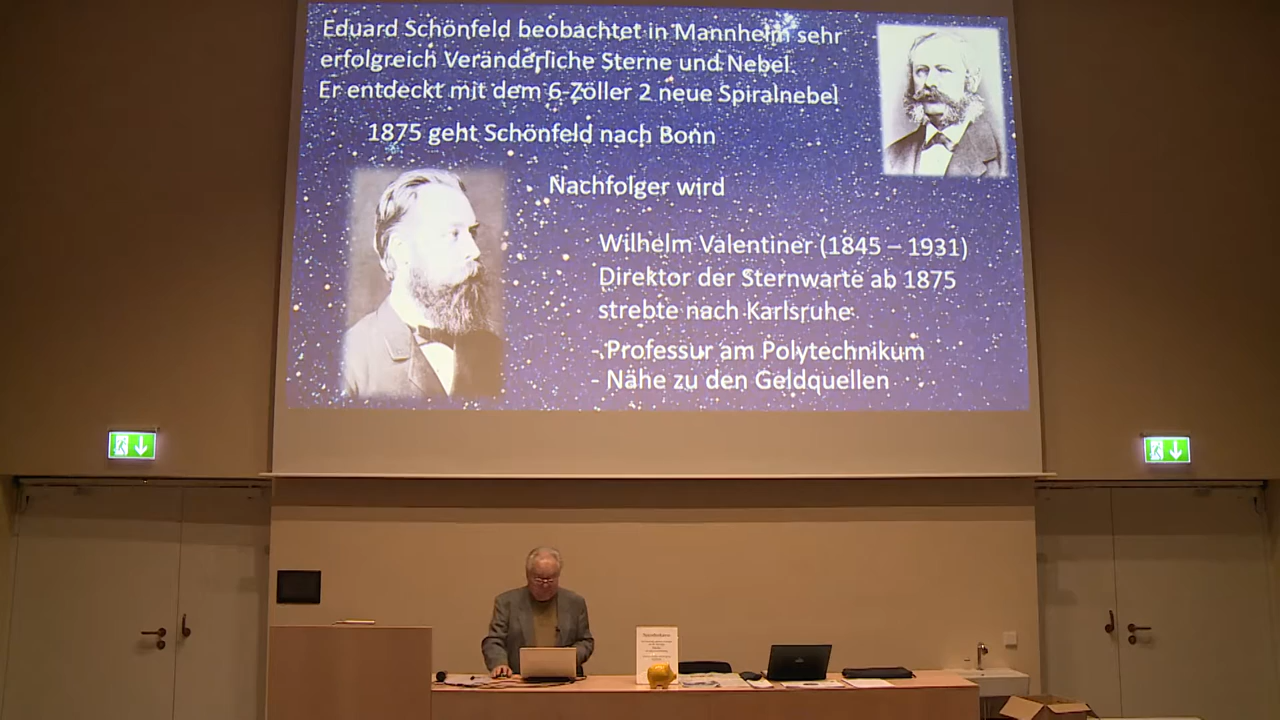 Eduard Schönfeld beobachtet in Mannheim sehr
erfolgreich Veränderliche Sterne und Nebel.
Er entdeckt mit dem 6-Zöller 2 neue Spiralnebel
1875 geht Schönfeld nach Bonn
Nachfolger wird
Wilhelm Valentiner (1845 – 1931)
Direktor der Sternwarte ab 1875
strebte nach Karlsruhe
- Professur am Polytechnikum
- Nähe zu den Geldquellen